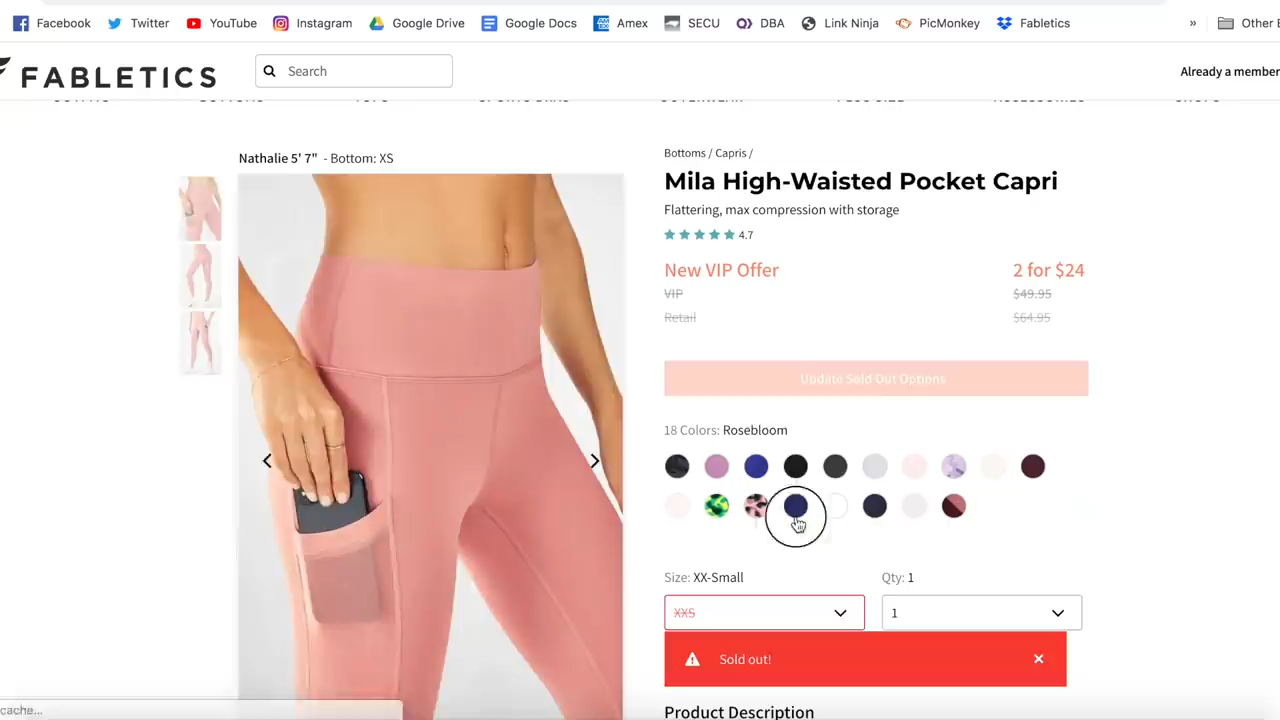 Facebook Twitter YouTube Instagram Google Drive Google Docs Amex SECU DBA Link Ninja PicMonkey Fabletics » Other
FABLETICS
Search
Already a member
Nathalie 5' 7" - Bottom: XS
Bottoms / Capris /
Mila High-Waisted Pocket Capri
Flattering, max compression with storage
4.7
New VIP Offer 2 for $24
VIP $49.95
Retail $64.95
Update Sold Out Options
18 Colors: Rosebloom
Size: XX-Small Qty: 1
XXS 1
Sold out!
cache...
Product Description